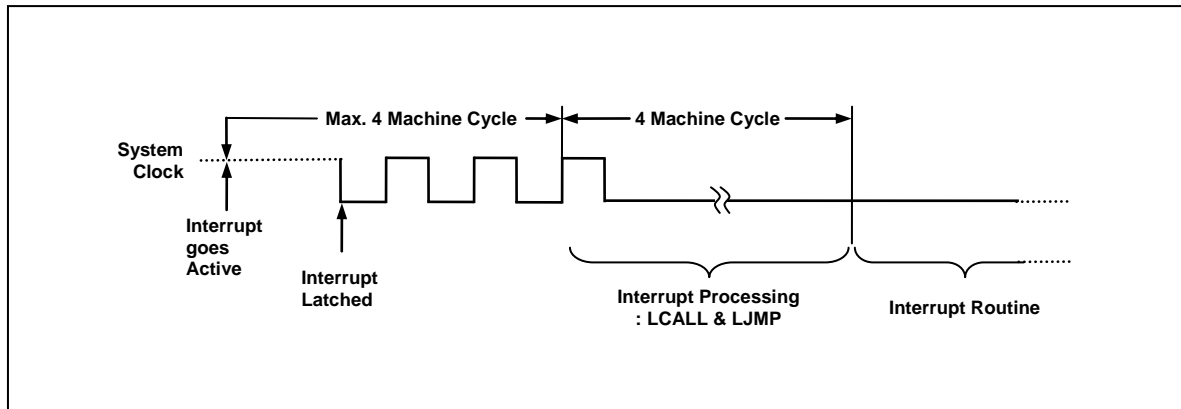 Max. 4 Machine Cycle
4 Machine Cycle
System
Clock
Interrupt
goes
Active
Interrupt
Latched
Interrupt Processing
: LCALL & LJMP
Interrupt Routine